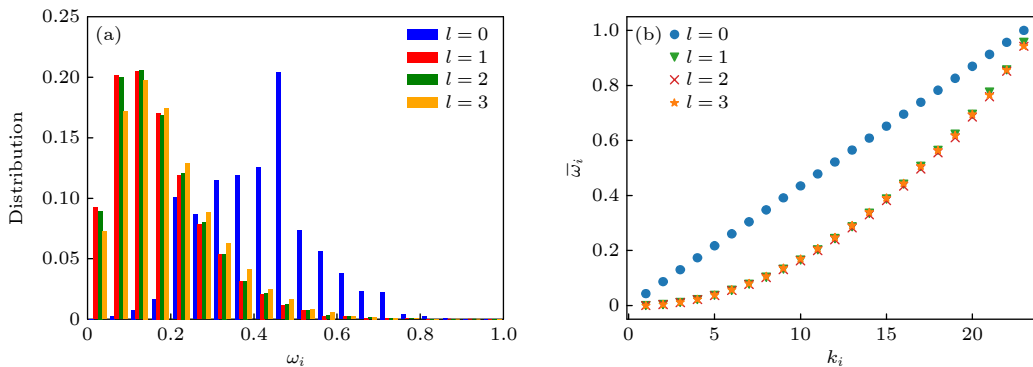 (a)
l = 0
l = 1
l = 2
l = 3
Distribution
0.25
0.20
0.15
0.10
0.05
0
0 0.2 0.4 0.6 0.8 1.0
ω_i
(b)
l = 0
l = 1
l = 2
l = 3
ω̅_i
1.0
0.8
0.6
0.4
0.2
0
0 5 10 15 20
k_i